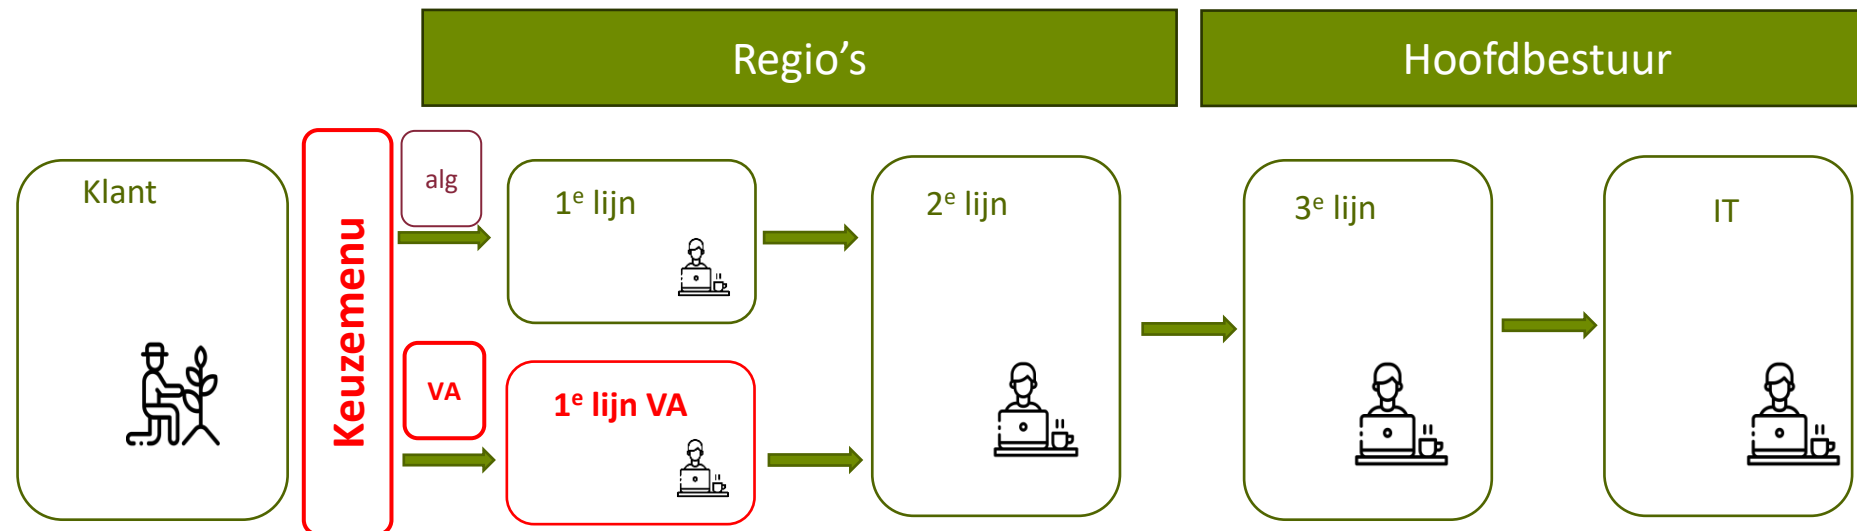 Regio’s
Hoofdbestuur
Klant
Keuzemenu
alg
1e lijn
2e lijn
3e lijn
IT
VA
1e lijn VA